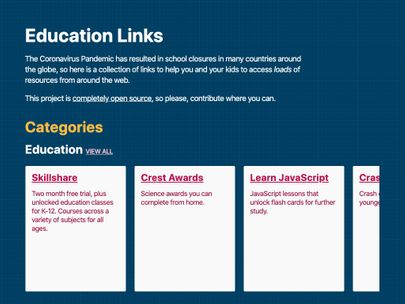 Education Links
The Coronavirus Pandemic has resulted in school closures in many countries around
the globe, so here is a collection of links to help you and your kids to access loads of
resources from around the web.
This project is completely open source, so please, contribute where you can.
Categories
Education VIEW ALL
Skillshare
Two month free trial, plus
unlocked education classes
for K-12. Courses across a
variety of subjects for all
ages.
Crest Awards
Science awards you can
complete from home.
Learn JavaScript
JavaScript lessons that
unlock flash cards for further
study.
Cras
Crash
younge